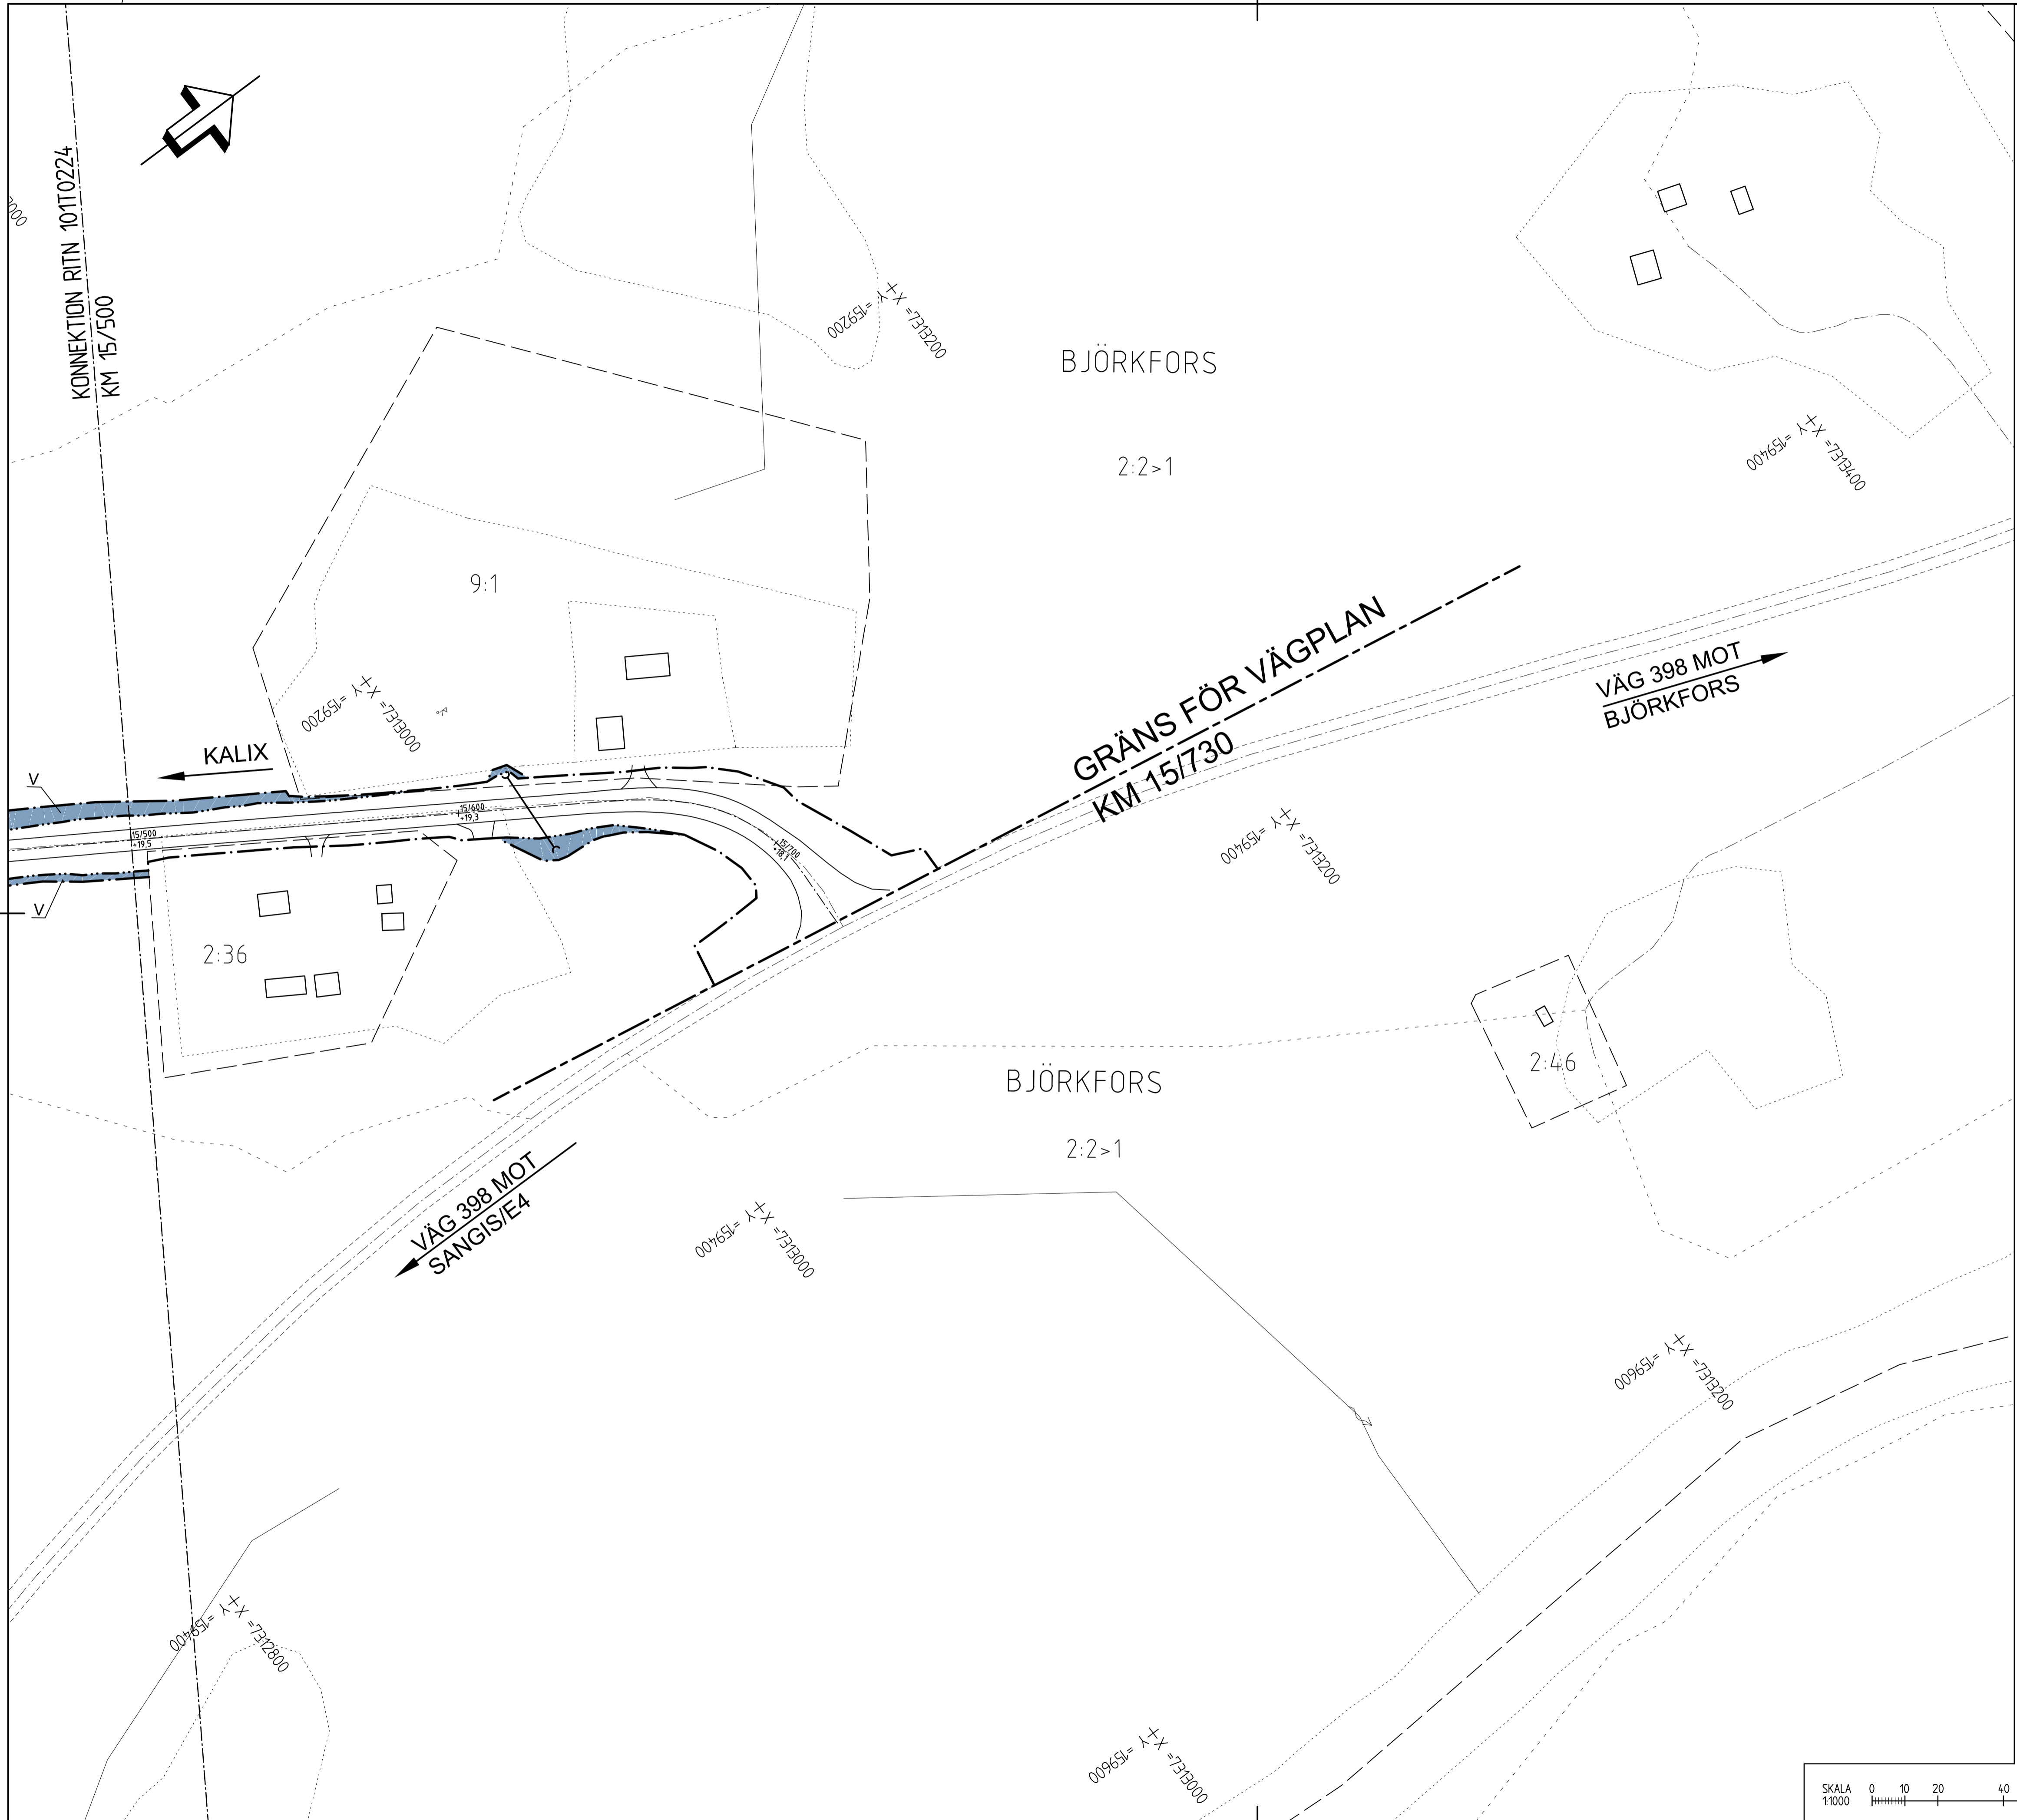 KONNEKTION RITN 101T0224
KM 15/500
Y =159200
X =7313200
BJÖRKFORS
2:2>1
Y =159400
X =7313400
9:1
Y =159200
X =7313000
KALIX
V
GRÄNS FÖR VÄGPLAN
KM 15/730
VÄG 398 MOT
BJÖRKFORS
15/500
+19,5
15/600
+19,3
15/700
+18,1
V
2:36
Y =159400
X =7313200
2:46
BJÖRKFORS
2:2>1
VÄG 398 MOT
SANGIS/E4
Y =159400
X =7313000
Y =159600
X =7313200
Y =159400
X =7312800
Y =159600
X =7313000
SKALA 0 10 20 40
1:1000